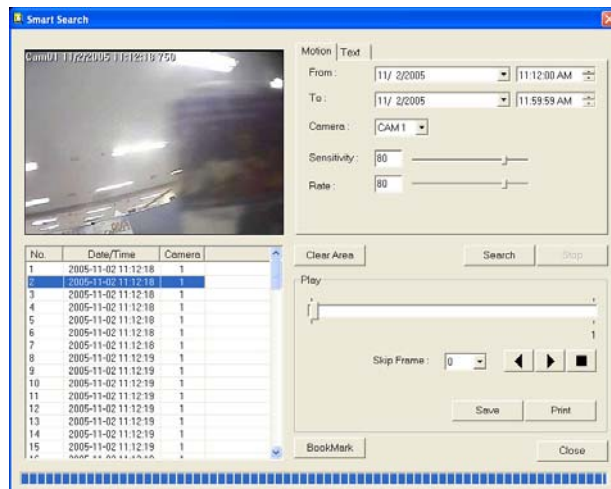 Smart Search
Cam01 11/2/2005 11:12:18 750
Motion Text
From : 11/ 2/2005 11:12:00 AM
To : 11/ 2/2005 11:59:59 AM
Camera : CAM 1
Sensitivity : 80
Rate : 80
Clear Area Search Stop
No. Date/Time Camera
1 2005-11-02 11:12:18 1
2 2005-11-02 11:12:18 1
3 2005-11-02 11:12:18 1
4 2005-11-02 11:12:18 1
5 2005-11-02 11:12:18 1
6 2005-11-02 11:12:18 1
7 2005-11-02 11:12:18 1
8 2005-11-02 11:12:19 1
9 2005-11-02 11:12:19 1
10 2005-11-02 11:12:19 1
11 2005-11-02 11:12:19 1
12 2005-11-02 11:12:19 1
13 2005-11-02 11:12:19 1
14 2005-11-02 11:12:19 1
15 2005-11-02 11:12:19 1
Play
1
Skip Frame : 0
Save Print
BookMark Close